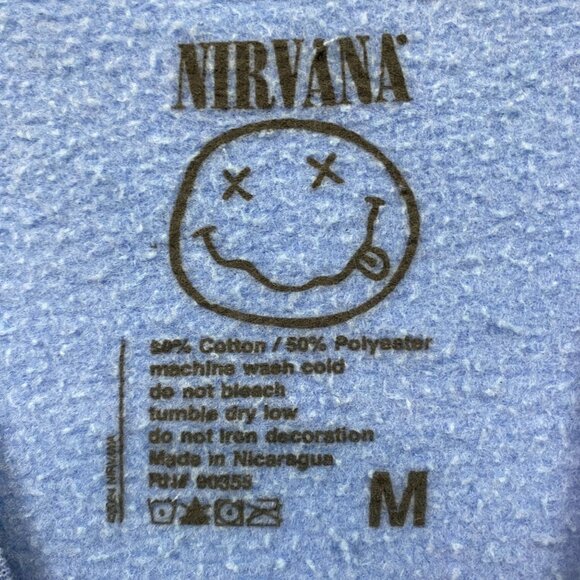 NIRVANA
50% Cotton / 50% Polyester
machine wash cold
do not bleach
tumble dry low
do not iron decoration
Made in Nicaragua
RN# 90355
M
NIRVANA